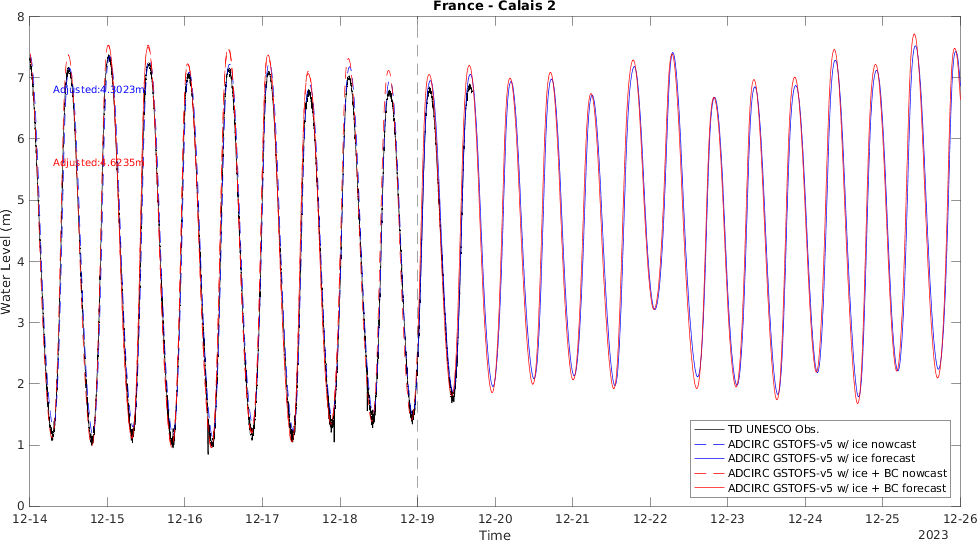 France - Calais 2
8
7
6
5
4
3
2
1
0
Water Level (m)
Adjusted:4.3023m
Adjusted:4.6235m
TD UNESCO Obs.
ADCIRC GSTOFS-v5 w/ ice nowcast
ADCIRC GSTOFS-v5 w/ ice forecast
ADCIRC GSTOFS-v5 w/ ice + BC nowcast
ADCIRC GSTOFS-v5 w/ ice + BC forecast
12-14 12-15 12-16 12-17 12-18 12-19 12-20 12-21 12-22 12-23 12-24 12-25 12-26
Time
2023